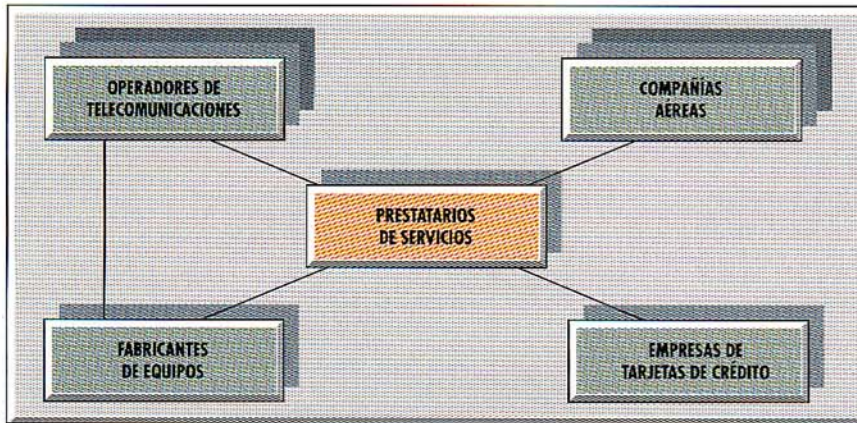 OPERADORES DE
TELECOMUNICACIONES
COMPAÑÍAS
AÉREAS
PRESTATARIOS
DE SERVICIOS
FABRICANTES
DE EQUIPOS
EMPRESAS DE
TARJETAS DE CRÉDITO